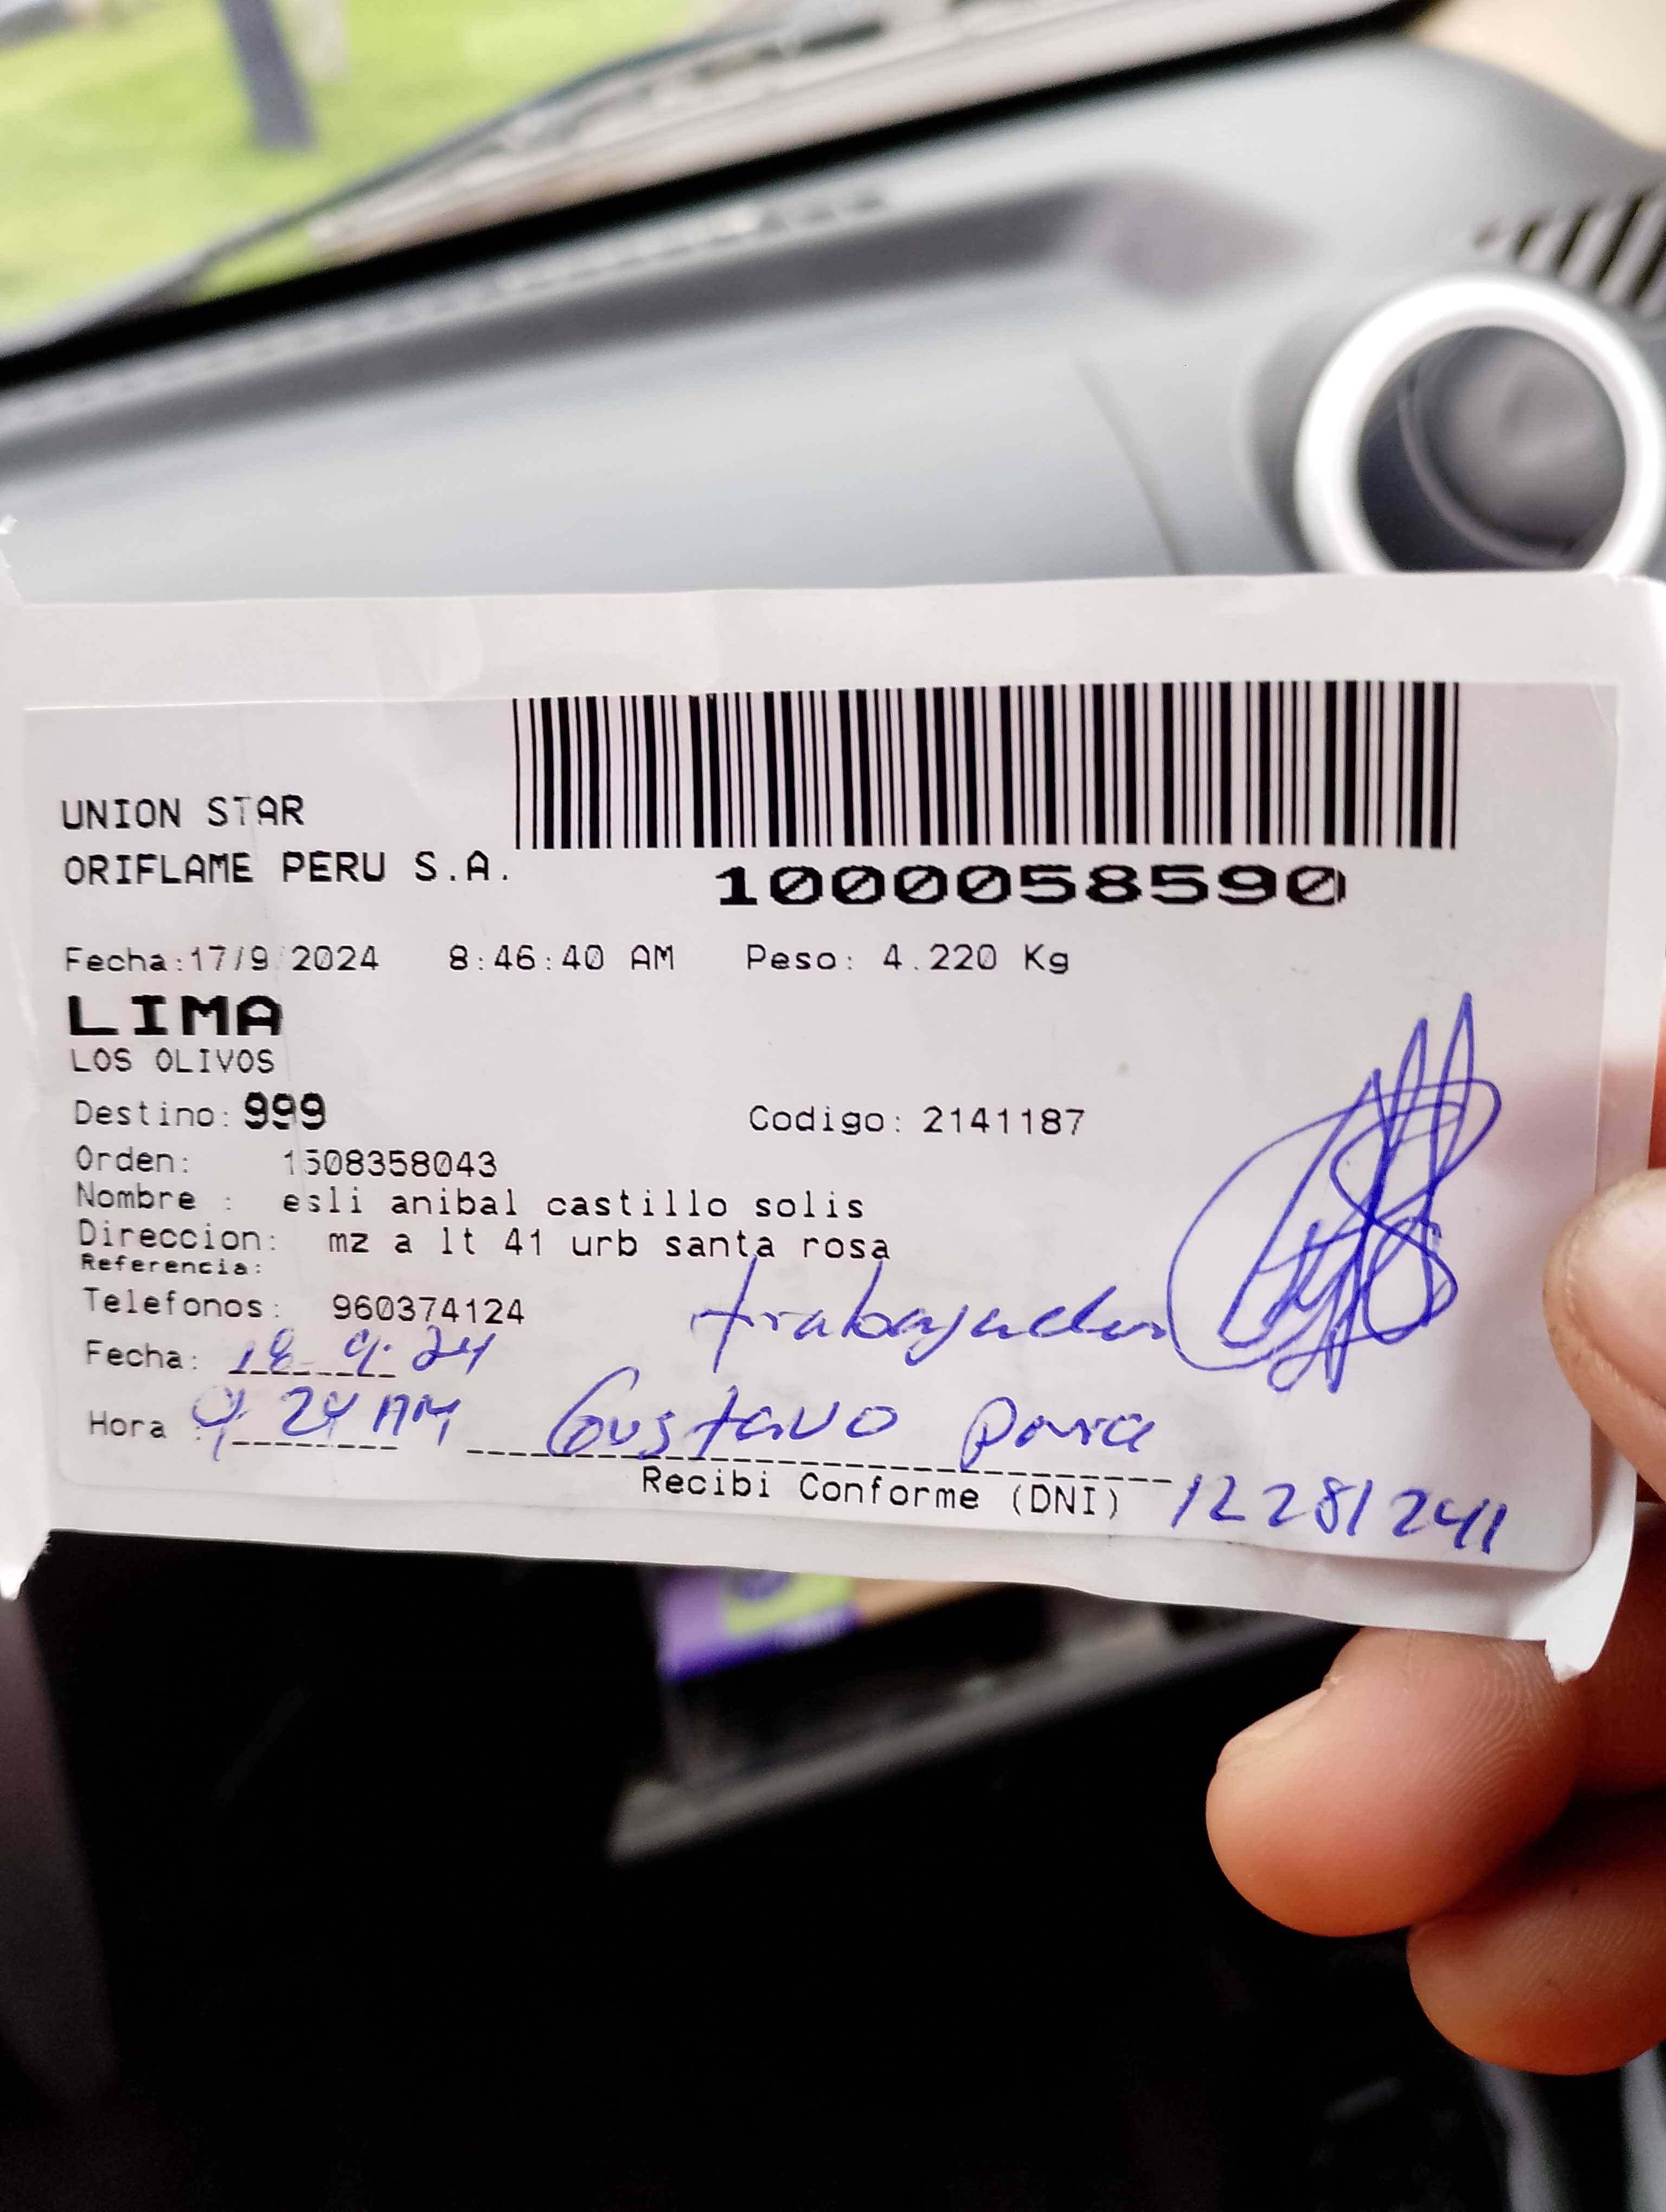 UNION STAR
ORIFLAME PERU S.A.
1000058590
Fecha:17/9 2024 8:46:40 AM Peso: 4.220 Kg
LIMA
LOS OLIVOS
Destino: 999 Codigo: 2141187
Orden: 1508358043
Nombre : esli anibal castillo solis
Direccion: mz a lt 41 urb santa rosa
Referencia:
Telefonos: 960374124
trabajador
Fecha: 18-9-24
Hora : 9:24 AM Gustavo
Recibi Conforme (DNI) 12281241